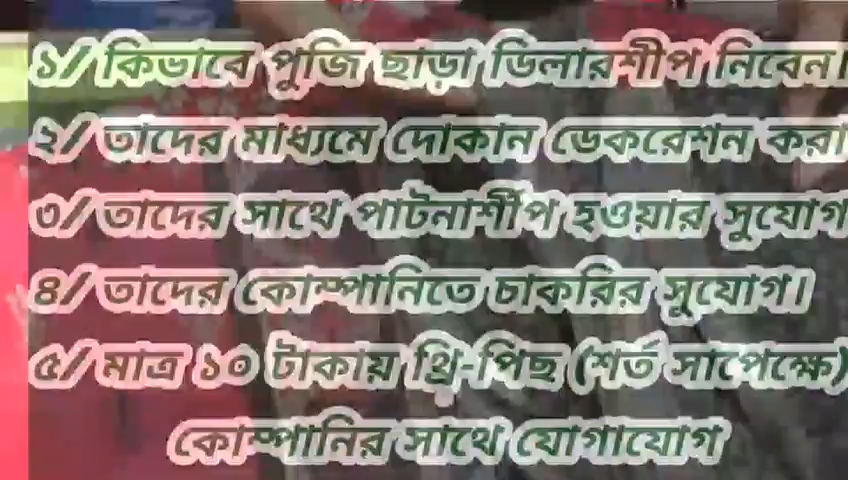 ১/ কিভাবে পুজি ছাড়া ডিলারশীপ নিবেন।
২/ তাদের মাধ্যমে দোকান ডেকরেশন করা
৩/ তাদের সাথে পাটনাশীপ হওয়ার সুযোগ
৪/ তাদের কোম্পানিতে চাকরির সুযোগ।
৫/ মাত্র ১০ টাকায় থ্রি-পিছ (শর্ত সাপেক্ষে)
কোম্পানির সাথে যোগাযোগ